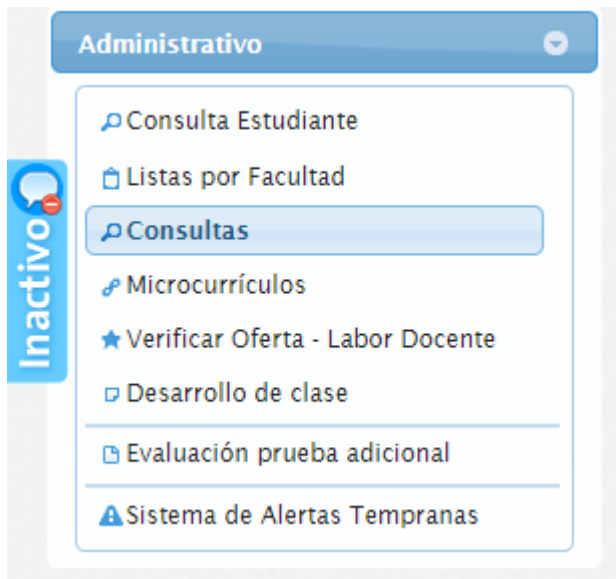 Administrativo
Consulta Estudiante
Listas por Facultad
Consultas
Microcurrículos
Verificar Oferta - Labor Docente
Desarrollo de clase
Evaluación prueba adicional
Sistema de Alertas Tempranas
Inactivo